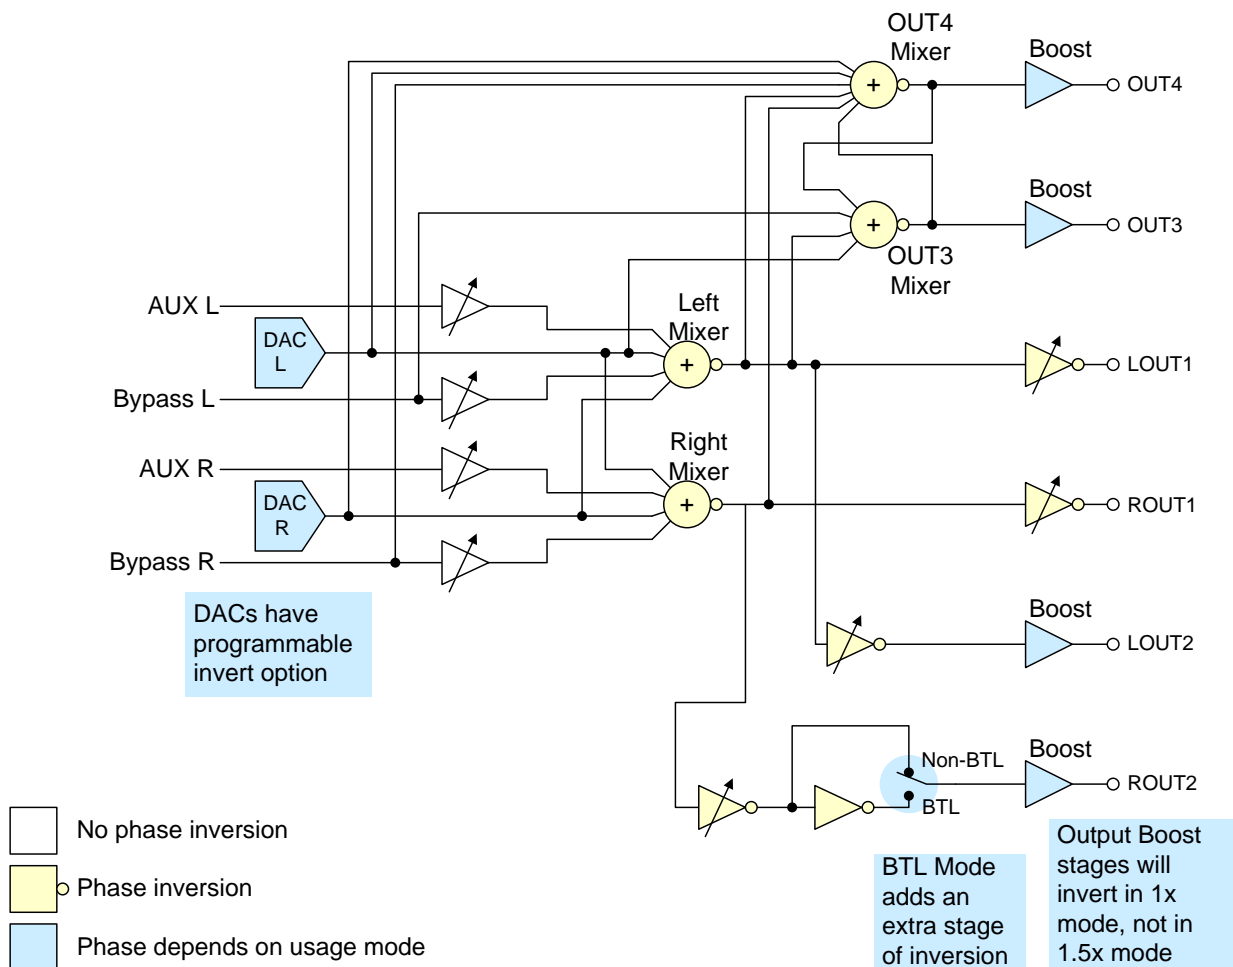 OUT4
Mixer
Boost
+
OUT4
Boost
+
OUT3
OUT3
Mixer
AUX L
Left
Mixer
DAC
L
+
LOUT1
Bypass L
Right
Mixer
AUX R
DAC
R
+
ROUT1
Bypass R
DACs have
programmable
invert option
Boost
LOUT2
Boost
Non-BTL
ROUT2
BTL
No phase inversion
Phase inversion
Phase depends on usage mode
BTL Mode
adds an
extra stage
of inversion
Output Boost
stages will
invert in 1x
mode, not in
1.5x mode